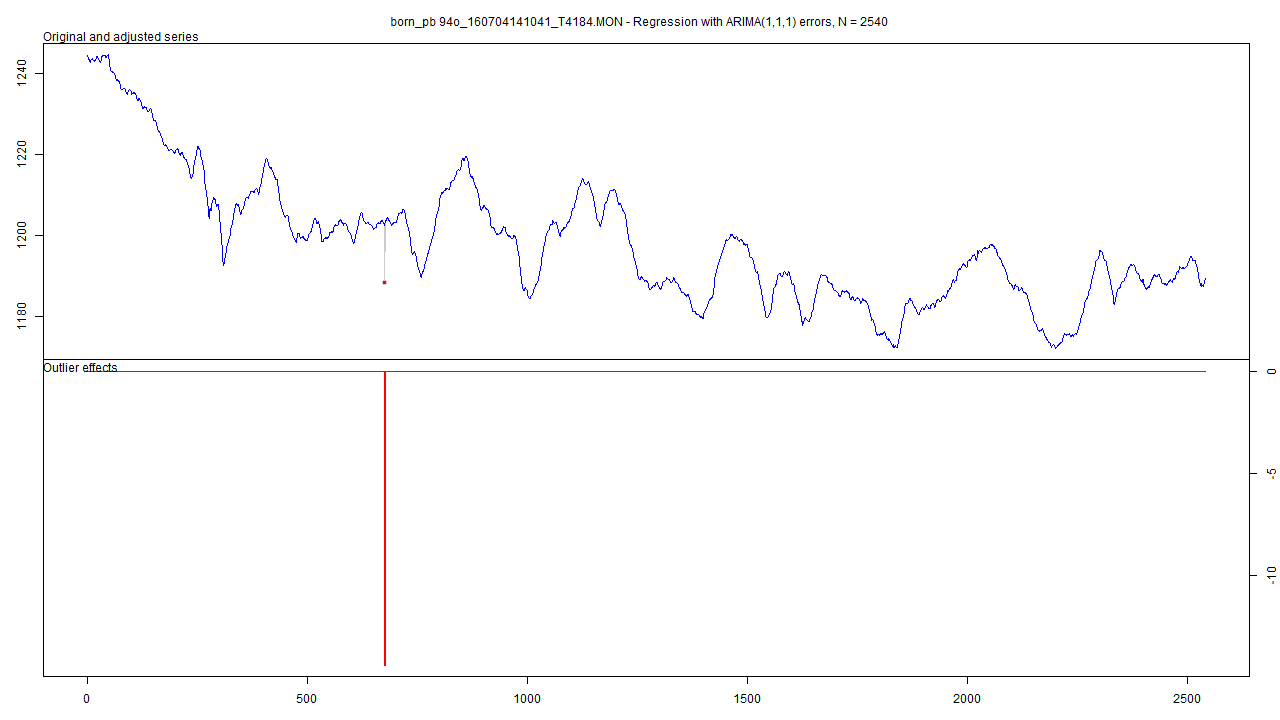 born_pb 94o_160704141041_T4184.MON - Regression with ARIMA(1,1,1) errors, N = 2540
Original and adjusted series
1240
1220
1200
1180
Outlier effects
0
-5
-10
0 500 1000 1500 2000 2500